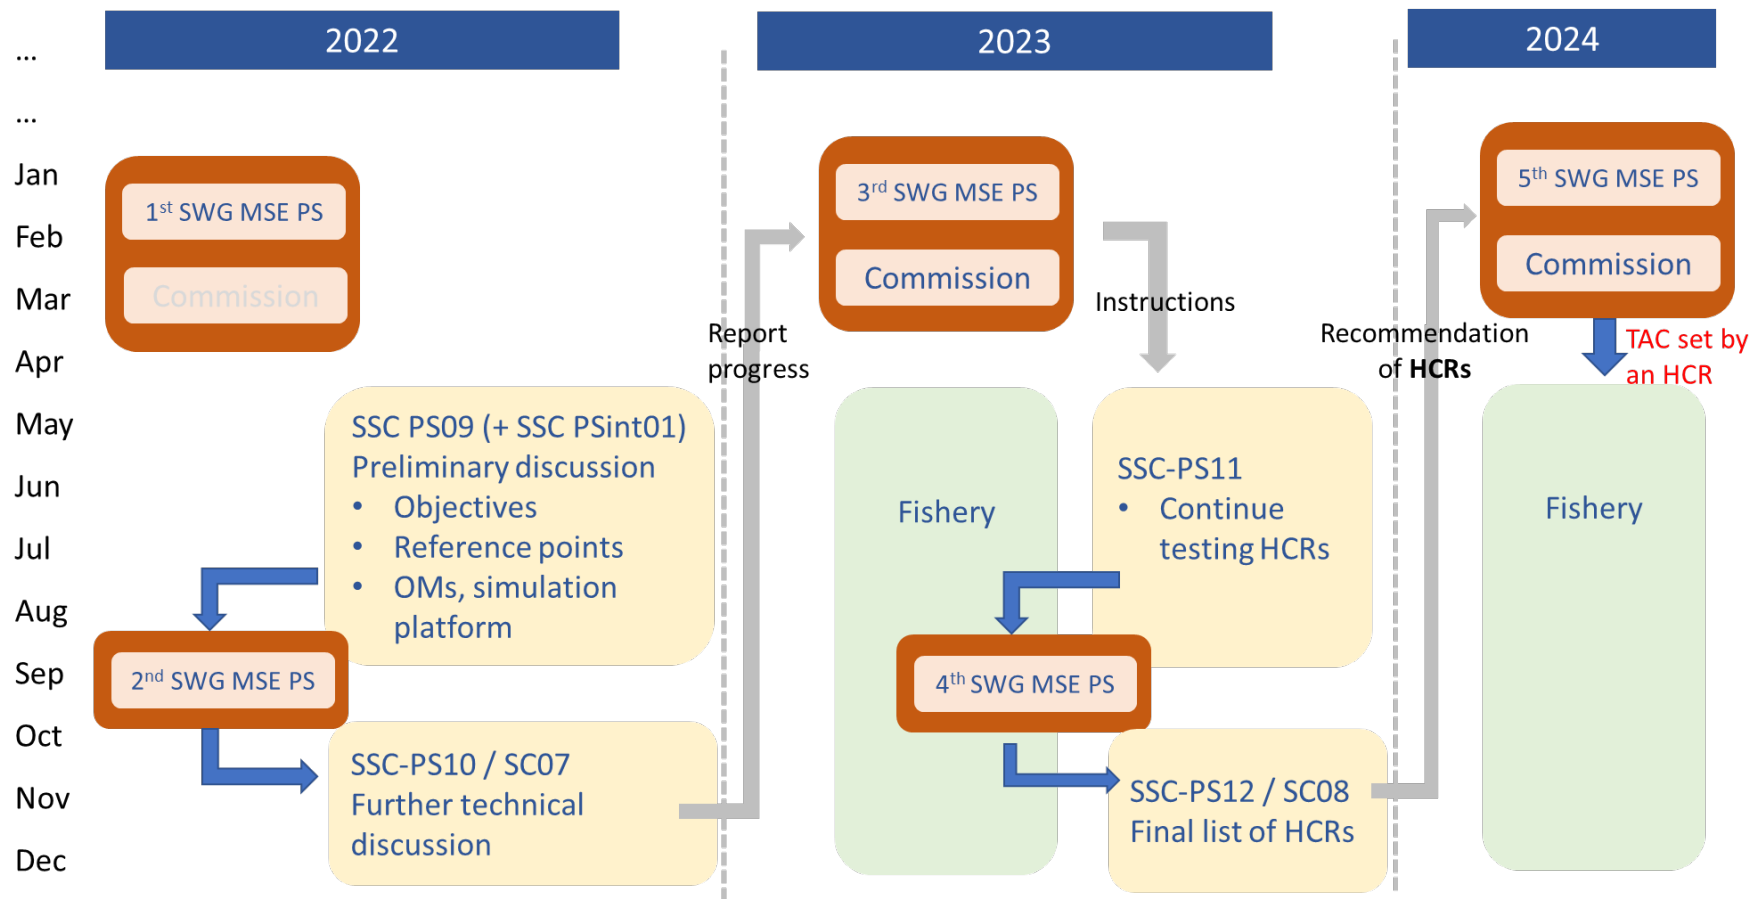 2022
2023
2024
...
...
Jan
Feb
Mar
Apr
May
Jun
Jul
Aug
Sep
Oct
Nov
Dec
1st SWG MSE PS
Commission
SSC PS09 (+ SSC PSint01)
Preliminary discussion
• Objectives
• Reference points
• OMs, simulation
platform
2nd SWG MSE PS
SSC-PS10 / SC07
Further technical
discussion
Report
progress
3rd SWG MSE PS
Commission
Instructions
Fishery
SSC-PS11
• Continue
testing HCRs
4th SWG MSE PS
SSC-PS12 / SC08
Final list of HCRs
Recommendation
of HCRs
5th SWG MSE PS
Commission
TAC set by
an HCR
Fishery